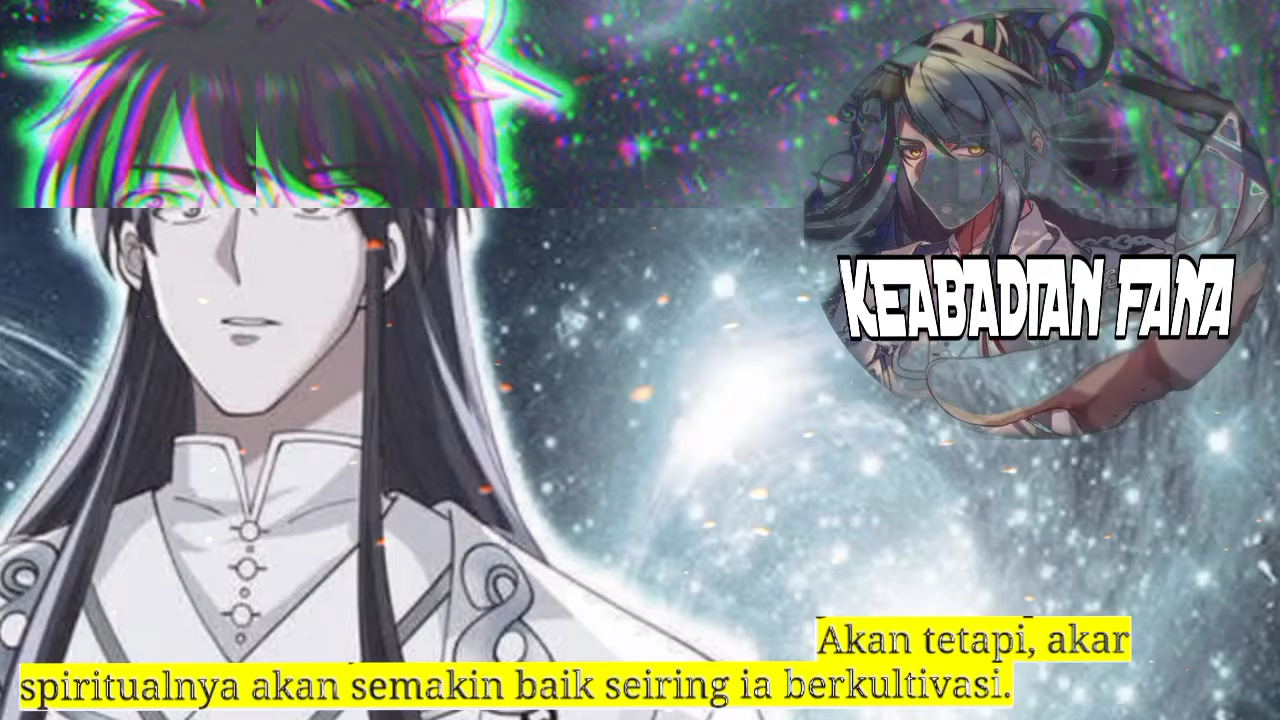 KEABADIAN FANA
Akan tetapi, akar
spiritualnya akan semakin baik seiring ia berkultivasi.